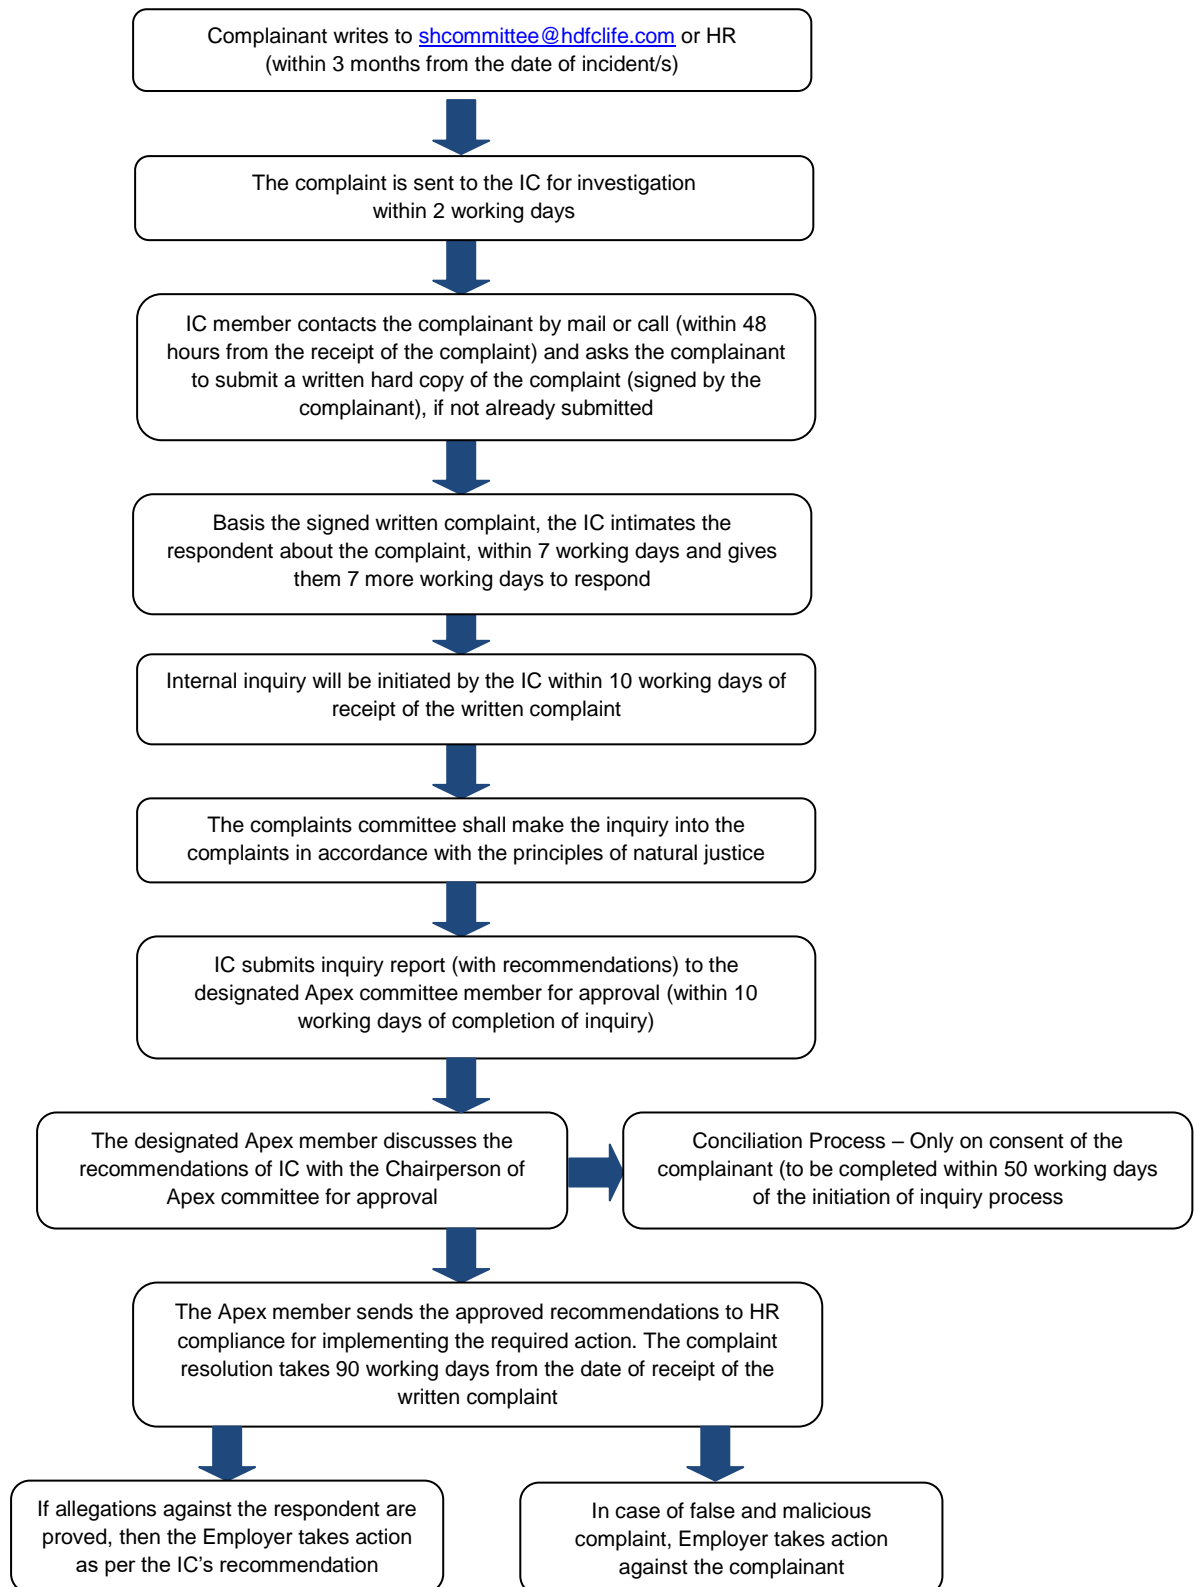 Complainant writes to shcommittee@hdfclife.com or HR
(within 3 months from the date of incident/s)
The complaint is sent to the IC for investigation
within 2 working days
IC member contacts the complainant by mail or call (within 48
hours from the receipt of the complaint) and asks the complainant
to submit a written hard copy of the complaint (signed by the
complainant), if not already submitted
Basis the signed written complaint, the IC intimates the
respondent about the complaint, within 7 working days and gives
them 7 more working days to respond
Internal inquiry will be initiated by the IC within 10 working days of
receipt of the written complaint
The complaints committee shall make the inquiry into the
complaints in accordance with the principles of natural justice
IC submits inquiry report (with recommendations) to the
designated Apex committee member for approval (within 10
working days of completion of inquiry)
The designated Apex member discusses the
recommendations of IC with the Chairperson of
Apex committee for approval
Conciliation Process – Only on consent of the
complainant (to be completed within 50 working days
of the initiation of inquiry process
The Apex member sends the approved recommendations to HR
compliance for implementing the required action. The complaint
resolution takes 90 working days from the date of receipt of the
written complaint
If allegations against the respondent are
proved, then the Employer takes action
as per the IC's recommendation
In case of false and malicious
complaint, Employer takes action
against the complainant